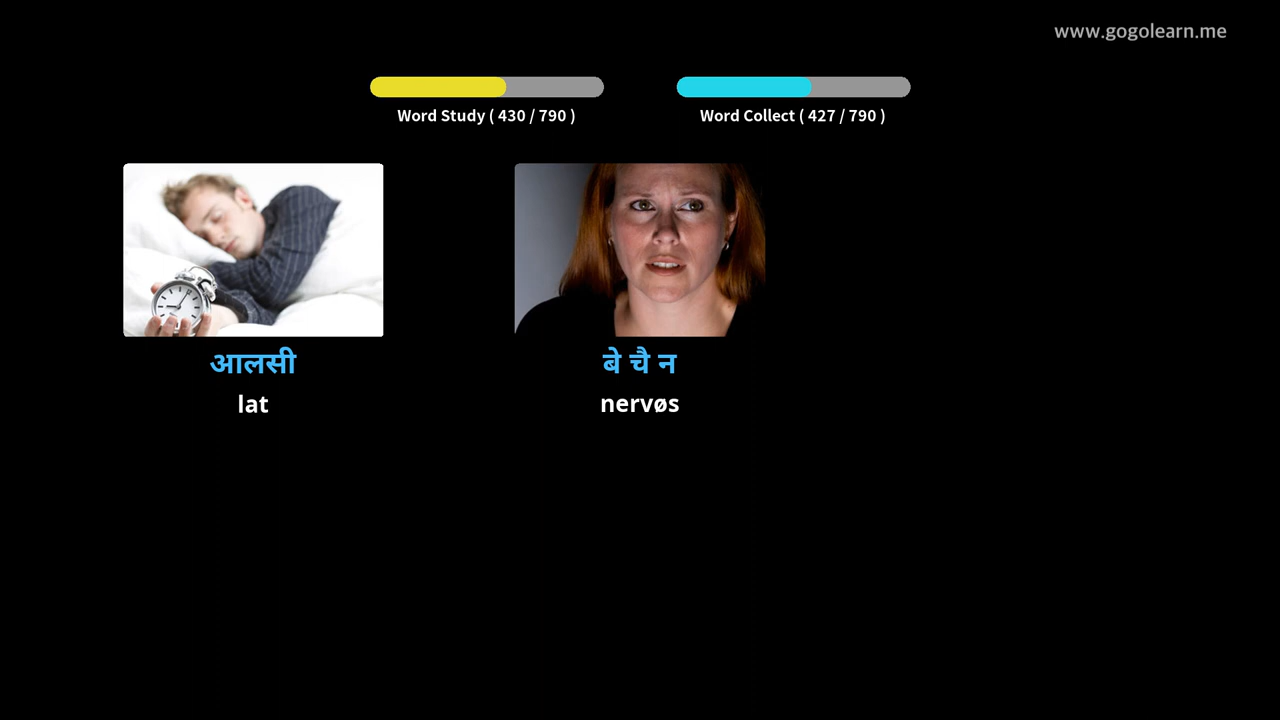 www.gogolearn.me
Word Study ( 430 / 790 )
Word Collect ( 427 / 790 )
आलसी
lat
बे चै न
nervøs